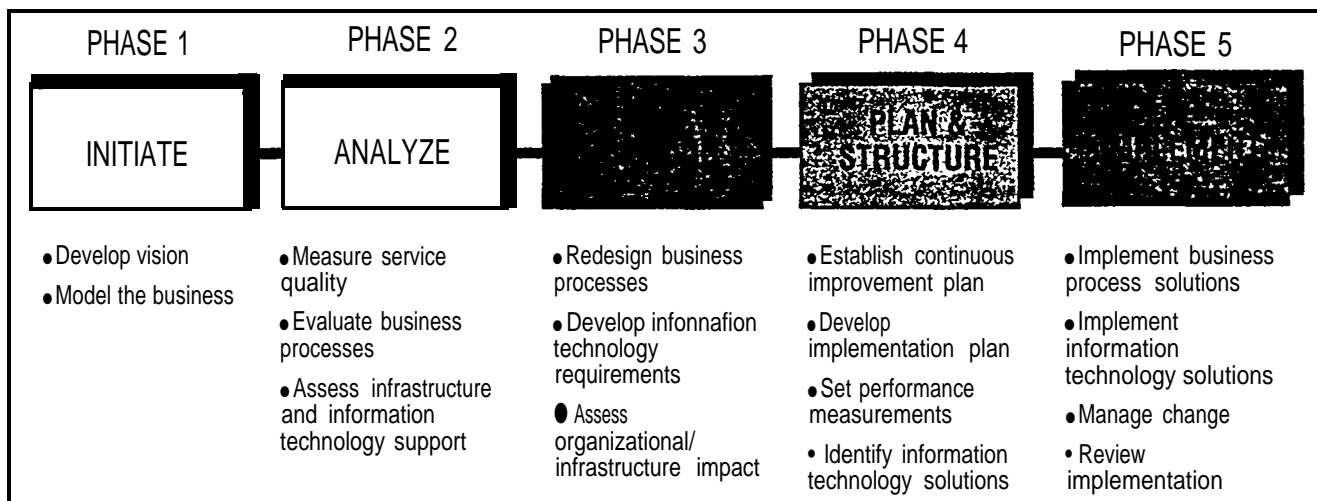 PHASE 1
INITIATE
● Develop vision
● Model the business
PHASE 2
ANALYZE
● Measure service
quality
● Evaluate business
processes
● Assess infrastructure
and information
technology support
PHASE 3
● Redesign business
processes
● Develop infonnafion
technology
requirements
● Assess
organizational/
infrastructure impact
PHASE 4
PLAN &
STRUCTURE
● Establish continuous
improvement plan
● Develop
implementation plan
● Set performance
measurements
• Identify information
technology solutions
PHASE 5
● Implement business
process solutions
● Implement
information
technology solutions
● Manage change
• Review
implementation